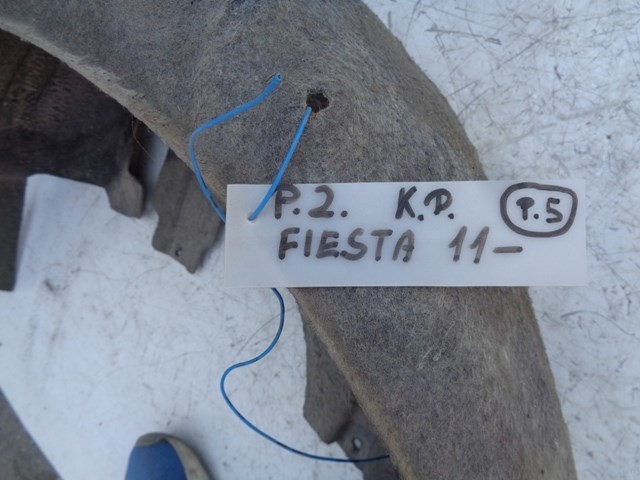 P.2. K.D. P.5
FIESTA 11-